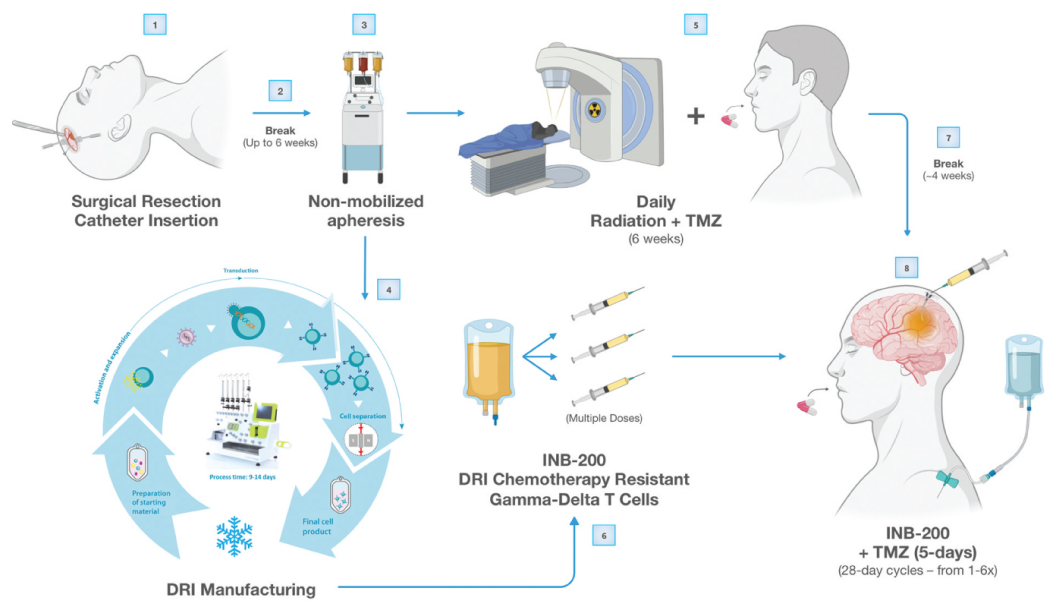 1
2
Break
(Up to 6 weeks)
3
5
7
Break
(~4 weeks)
Surgical Resection
Catheter Insertion
Non-mobilized
apheresis
Daily
Radiation + TMZ
(6 weeks)
+
4
Transduction
Activation and expansion
Cell separation
Process time: 9-14 days
Preparation
of starting
material
Final cell
product
DRI Manufacturing
(Multiple Doses)
INB-200
DRI Chemotherapy Resistant
Gamma-Delta T Cells
6
8
INB-200
+ TMZ (5-days)
(28-day cycles – from 1-6x)